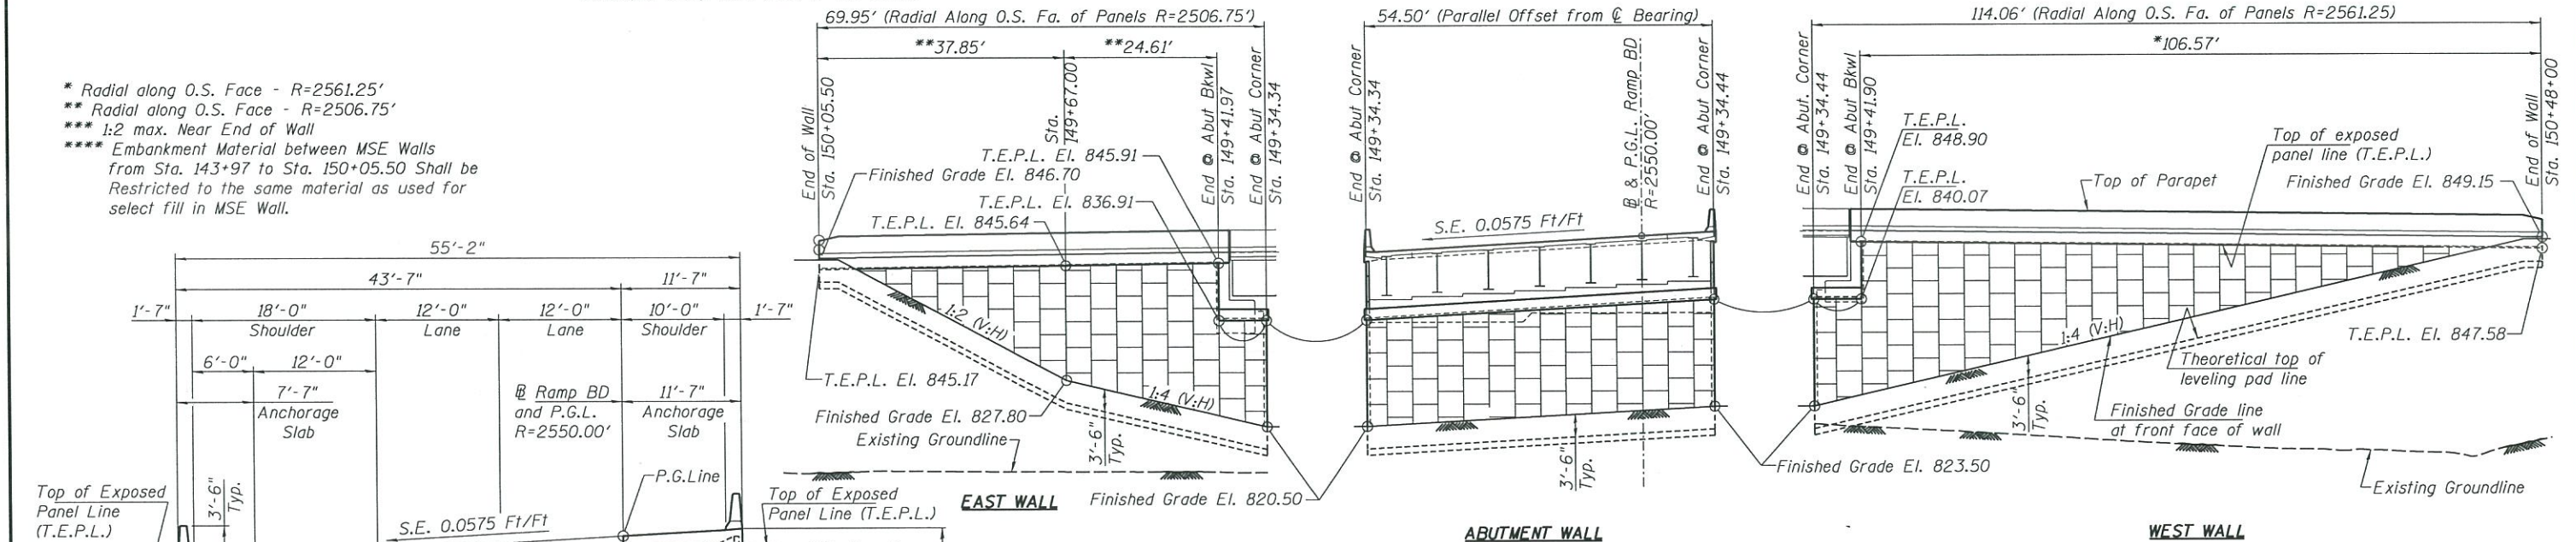 * Radial along O.S. Face - R=2561.25'
** Radial along O.S. Face - R=2506.75'
*** 1:2 max. Near End of Wall
**** Embankment Material between MSE Walls
from Sta. 143+97 to Sta. 150+05.50 Shall be
Restricted to the same material as used for
select fill in MSE Wall.
69.95' (Radial Along O.S. Fa. of Panels R=2506.75')
**37.85'
**24.61'
End of Wall
Sta. 150+05.50
Sta.
149+67.00
End @ Abut Bkwl
Sta. 149+41.97
End @ Abut Corner
Sta. 149+34.34
T.E.P.L. El. 845.91
Finished Grade El. 846.70
T.E.P.L. El. 836.91
T.E.P.L. El. 845.64
1:2 (V:H)
T.E.P.L. El. 845.17
1:4 (V:H)
Finished Grade El. 827.80
Existing Groundline
3'-6"
Typ.
EAST WALL
Finished Grade El. 820.50
54.50' (Parallel Offset from ℄ Bearing)
End @ Abut Corner
Sta. 149+34.34
℔ & P.G.L. Ramp BD
R=2550.00'
End @ Abut Corner
Sta. 149+34.44
S.E. 0.0575 Ft/Ft
3'-6"
Typ.
Finished Grade El. 823.50
ABUTMENT WALL
114.06' (Radial Along O.S. Fa. of Panels R=2561.25)
*106.57'
End @ Abut. Corner
Sta. 149+34.44
End @ Abut Bkwl
Sta. 149+41.90
T.E.P.L.
El. 848.90
T.E.P.L.
El. 840.07
Top of Parapet
Top of exposed
panel line (T.E.P.L.)
Finished Grade El. 849.15
End of Wall
Sta. 150+48+00
1:4 (V:H)
T.E.P.L. El. 847.58
Theoretical top of
leveling pad line
3'-6"
Typ.
Finished Grade line
at front face of wall
Existing Groundline
WEST WALL
55'-2"
43'-7"
11'-7"
1'-7"
18'-0"
Shoulder
12'-0"
Lane
12'-0"
Lane
10'-0"
Shoulder
1'-7"
6'-0"
12'-0"
7'-7"
Anchorage
Slab
℔ Ramp BD
and P.G.L.
R=2550.00'
11'-7"
Anchorage
Slab
P.G.Line
Top of Exposed
Panel Line
(T.E.P.L.)
3'-6"
Typ.
S.E. 0.0575 Ft/Ft
Top of Exposed
Panel Line (T.E.P.L.)